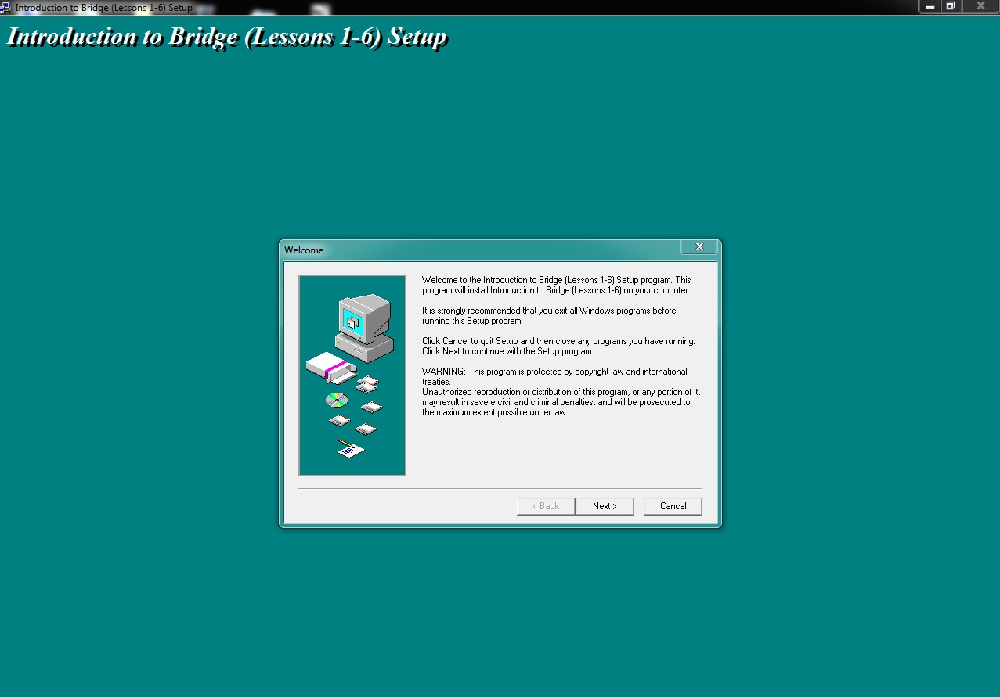 Introduction to Bridge (Lessons 1-6) Setup
Introduction to Bridge (Lessons 1-6) Setup
Welcome
Welcome to the Introduction to Bridge (Lessons 1-6) Setup program. This
program will install Introduction to Bridge (Lessons 1-6) on your computer.
It is strongly recommended that you exit all Windows programs before
running this Setup program.
Click Cancel to quit Setup and then close any programs you have running.
Click Next to continue with the Setup program.
WARNING: This program is protected by copyright law and international
treaties.
Unauthorized reproduction or distribution of this program, or any portion of it,
may result in severe civil and criminal penalties, and will be prosecuted to
the maximum extent possible under law.
< Back
Next >
Cancel